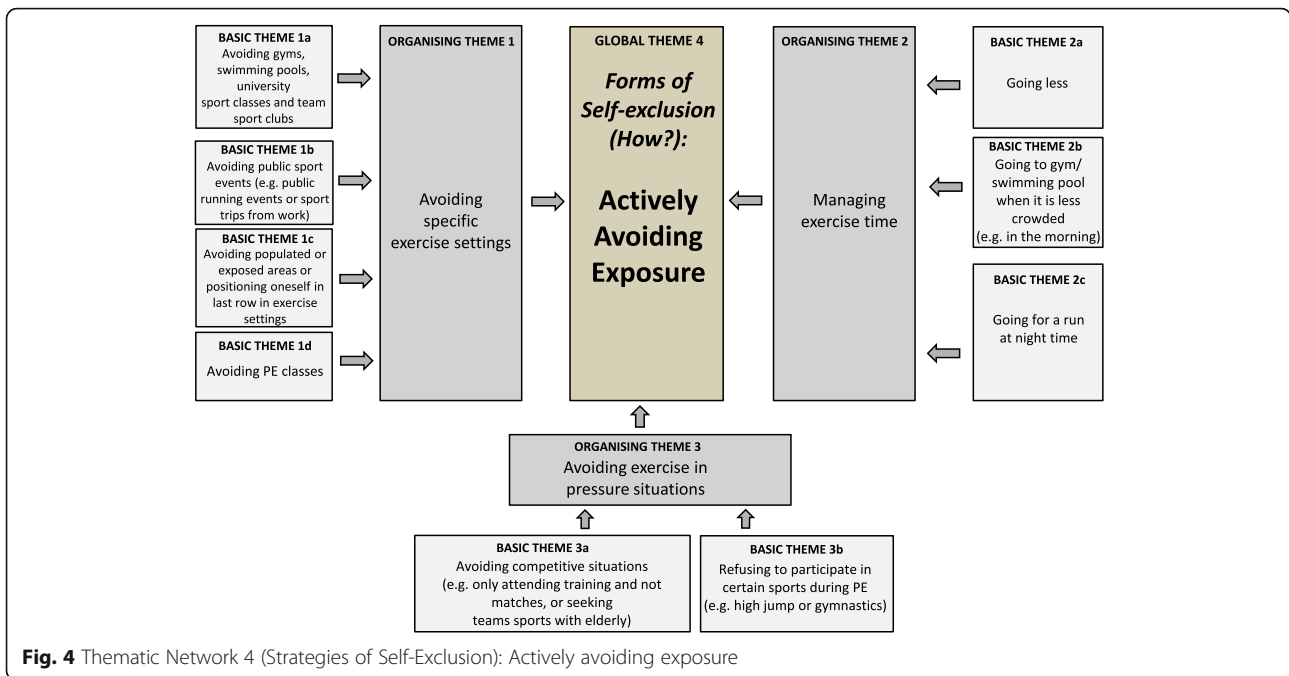 BASIC THEME 1a
Avoiding gyms,
swimming pools,
university
sport classes and team
sport clubs
BASIC THEME 1b
Avoiding public sport
events (e.g. public
running events or sport
trips from work)
BASIC THEME 1c
Avoiding populated or
exposed areas or
positioning oneself in
last row in exercise
settings
BASIC THEME 1d
Avoiding PE classes
ORGANISING THEME 1
Avoiding
specific
exercise settings
GLOBAL THEME 4
Forms of
Self-exclusion
(How?):
Actively
Avoiding
Exposure
ORGANISING THEME 2
Managing
exercise time
BASIC THEME 2a
Going less
BASIC THEME 2b
Going to gym/
swimming pool
when it is less
crowded
(e.g. in the morning)
BASIC THEME 2c
Going for a run
at night time
ORGANISING THEME 3
Avoiding exercise in
pressure situations
BASIC THEME 3a
Avoiding competitive situations
(e.g. only attending training and not
matches, or seeking
teams sports with elderly)
BASIC THEME 3b
Refusing to participate in
certain sports during PE
(e.g. high jump or gymnastics)
Fig. 4 Thematic Network 4 (Strategies of Self-Exclusion): Actively avoiding exposure